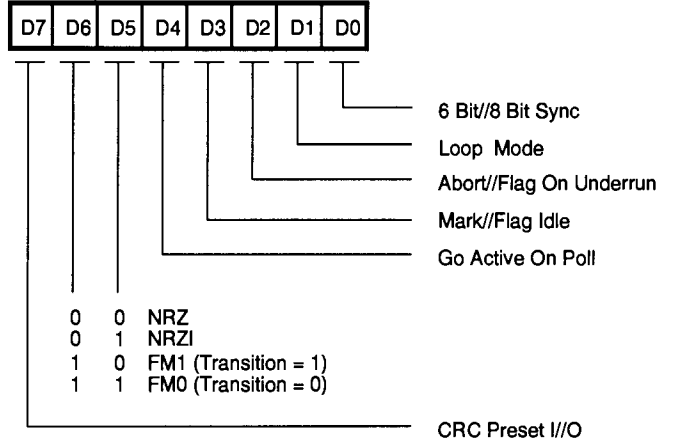 D7 D6 D5 D4 D3 D2 D1 D0
6 Bit//8 Bit Sync
Loop Mode
Abort//Flag On Underrun
Mark//Flag Idle
Go Active On Poll
0 0 NRZ
0 1 NRZI
1 0 FM1 (Transition = 1)
1 1 FM0 (Transition = 0)
CRC Preset I//O